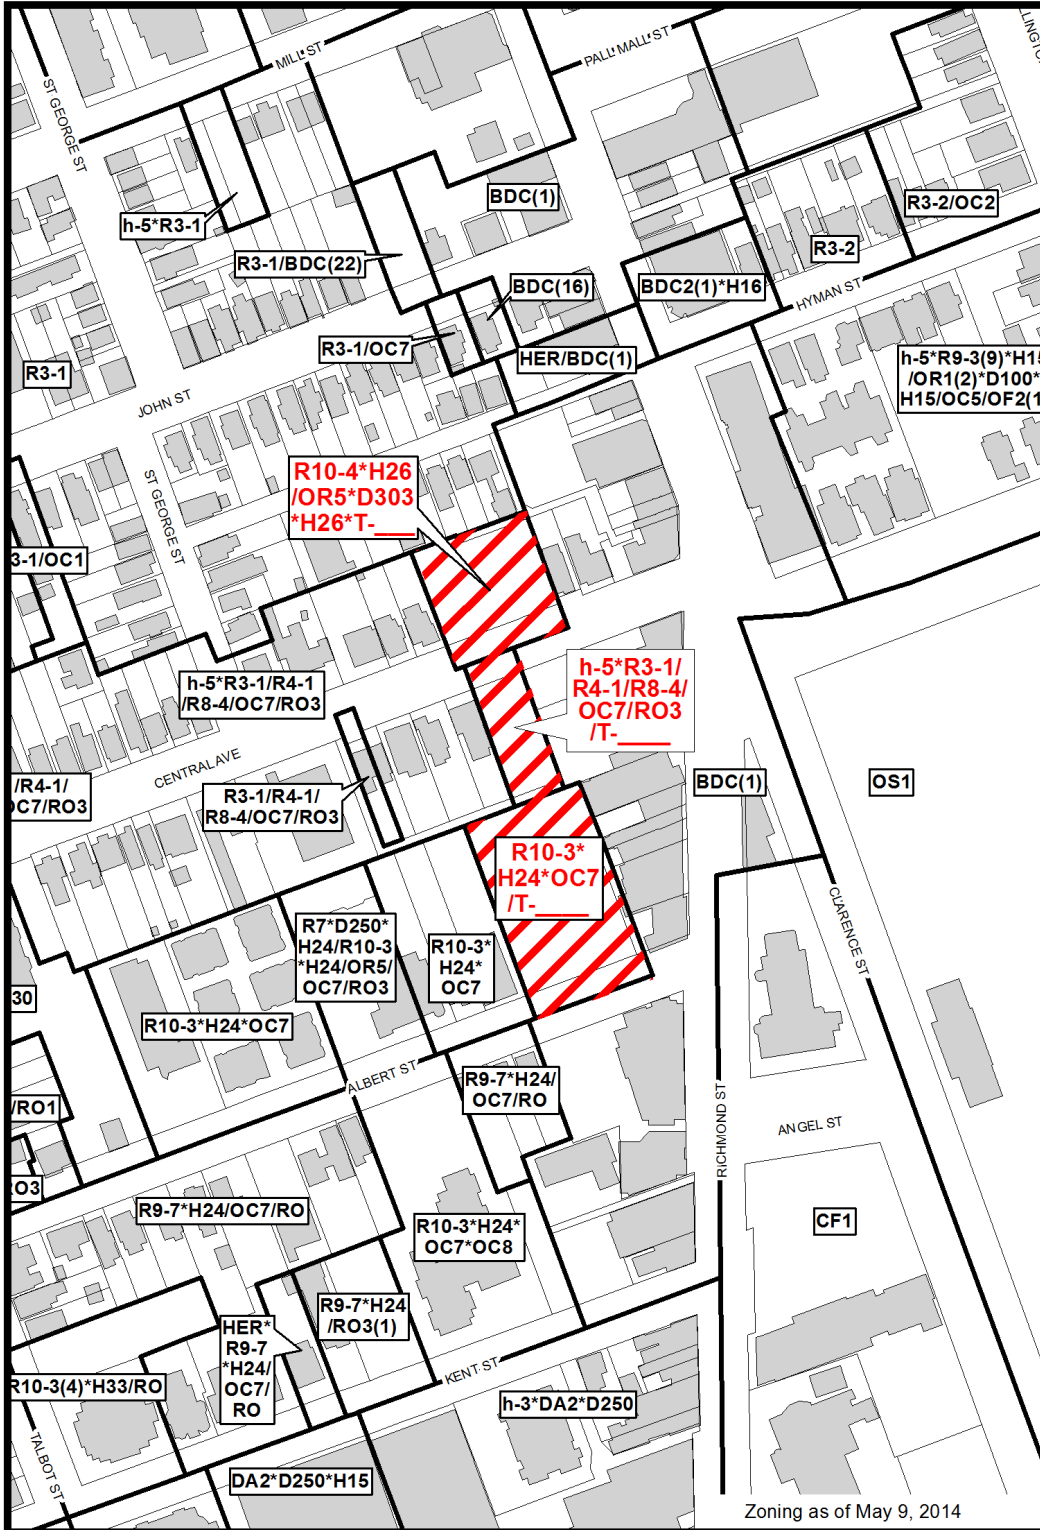 MILL ST
PALL MALL ST
LLINGTON
ST GEORGE ST
BDC(1)
R3-2/OC2
h-5*R3-1
R3-2
R3-1/BDC(22)
BDC(16)
BDC2(1)*H16
HYMAN ST
R3-1/OC7
HER/BDC(1)
R3-1
h-5*R9-3(9)*H15
/OR1(2)*D100*
H15/OC5/OF2(1
JOHN ST
ST GEORGE ST
R10-4*H26
/OR5*D303
*H26*T-___
3-1/OC1
h-5*R3-1/R4-1
/R8-4/OC7/RO3
h-5*R3-1/
R4-1/R8-4/
OC7/RO3
/T-____
CENTRAL AVE
/R4-1/
OC7/RO3
R3-1/R4-1/
R8-4/OC7/RO3
BDC(1)
OS1
R10-3*
H24*OC7
/T-____
CLARENCE ST
R7*D250*
H24/R10-3
*H24/OR5/
OC7/RO3
R10-3*
H24*
OC7
30
R10-3*H24*OC7
ALBERT ST
R9-7*H24/
OC7/RO
/RO1
RICHMOND ST
ANGEL ST
RO3
R9-7*H24/OC7/RO
R10-3*H24*
OC7*OC8
CF1
R9-7*H24
/RO3(1)
HER*
R9-7
*H24/
OC7/
RO
KENT ST
R10-3(4)*H33/RO
h-3*DA2*D250
TALBOT ST
DA2*D250*H15
Zoning as of May 9, 2014